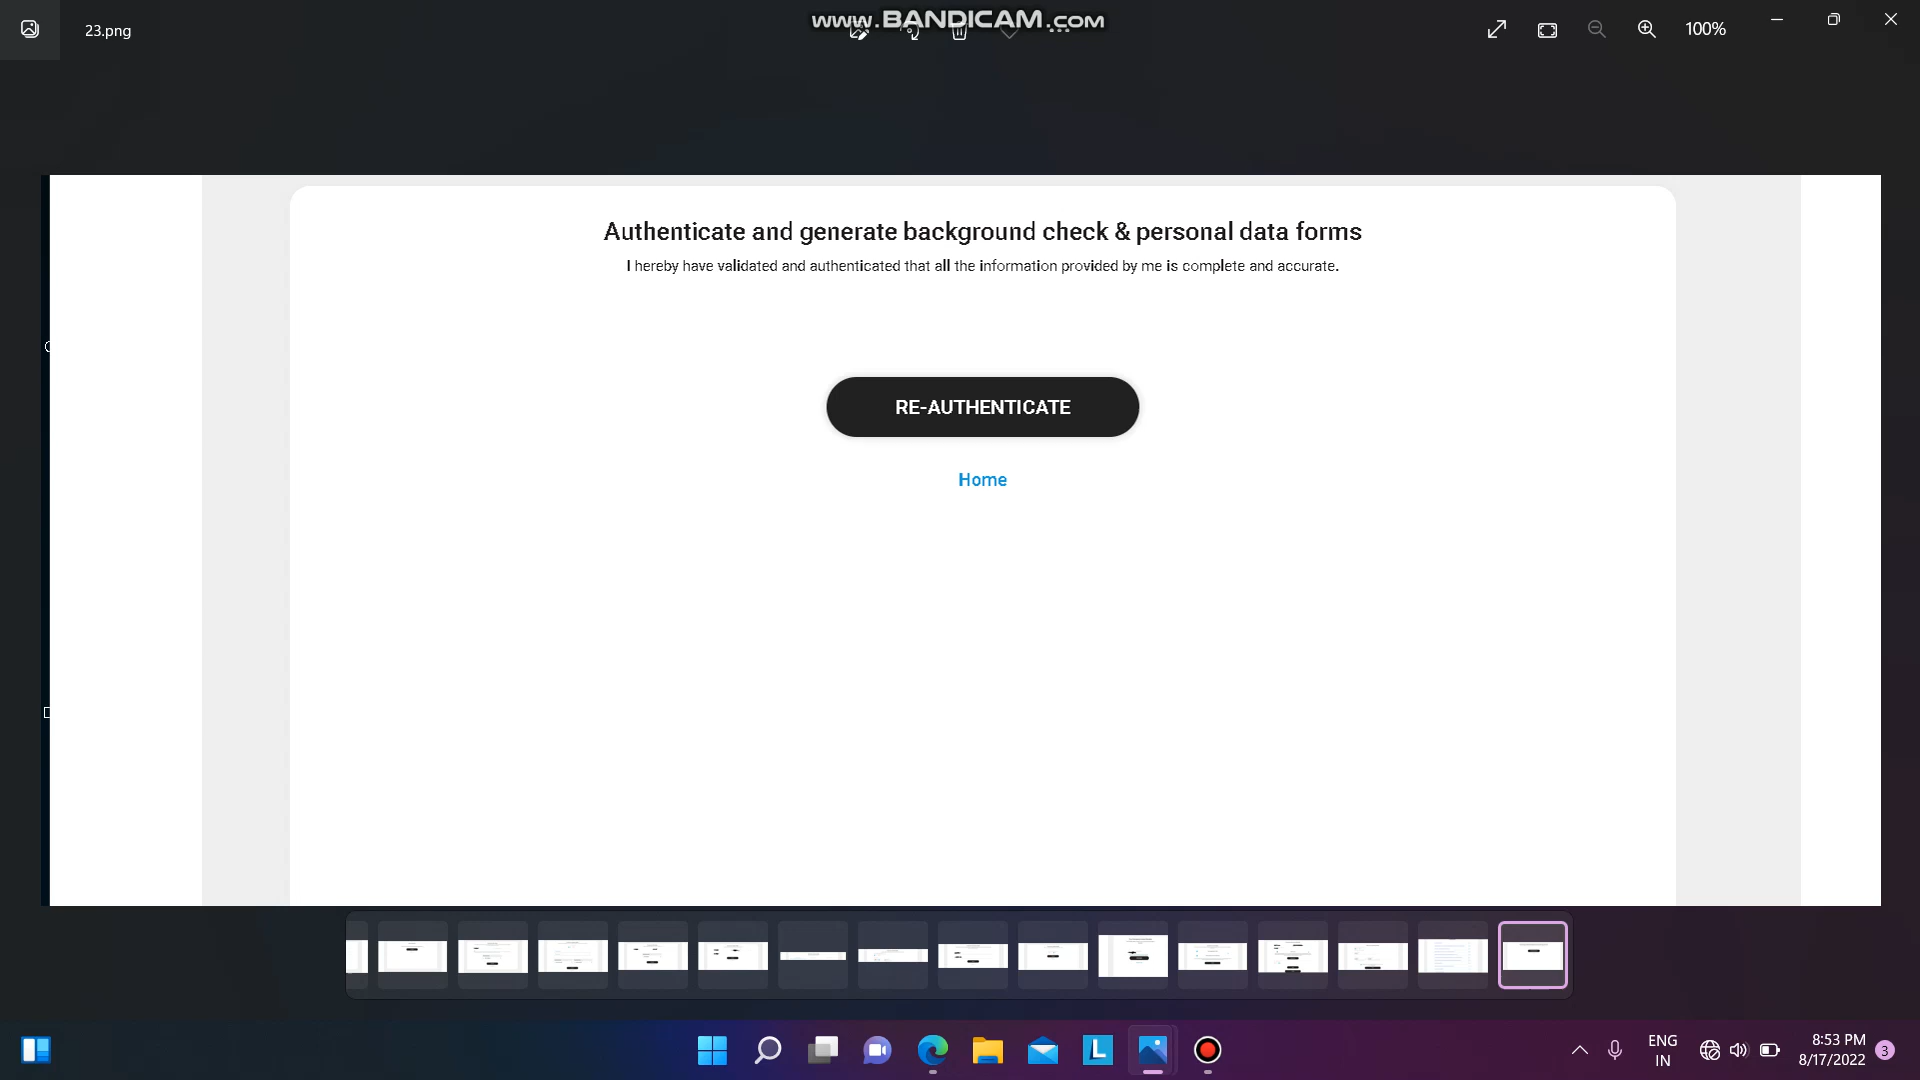 www.BANDICAM.COM
23.png
100%
Authenticate and generate background check & personal data forms
I hereby have validated and authenticated that all the information provided by me is complete and accurate.
RE-AUTHENTICATE
Home
L
ENG
IN
8:53 PM
8/17/2022
3